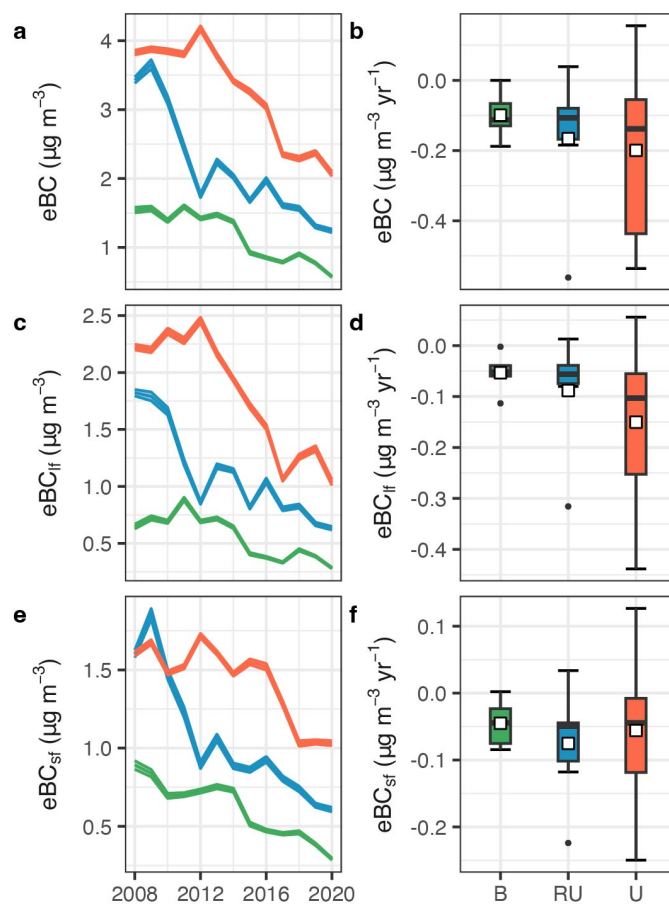 a
eBC (µg m⁻³)
4
3
2
1
b
eBC (µg m⁻³ yr⁻¹)
0.0
-0.2
-0.4
c
eBC_lf (µg m⁻³)
2.5
2.0
1.5
1.0
0.5
d
eBC_lf (µg m⁻³ yr⁻¹)
0.0
-0.1
-0.2
-0.3
-0.4
e
eBC_sf (µg m⁻³)
1.5
1.0
0.5
2008 2012 2016 2020
f
eBC_sf (µg m⁻³ yr⁻¹)
0.1
0.0
-0.1
-0.2
B RU U